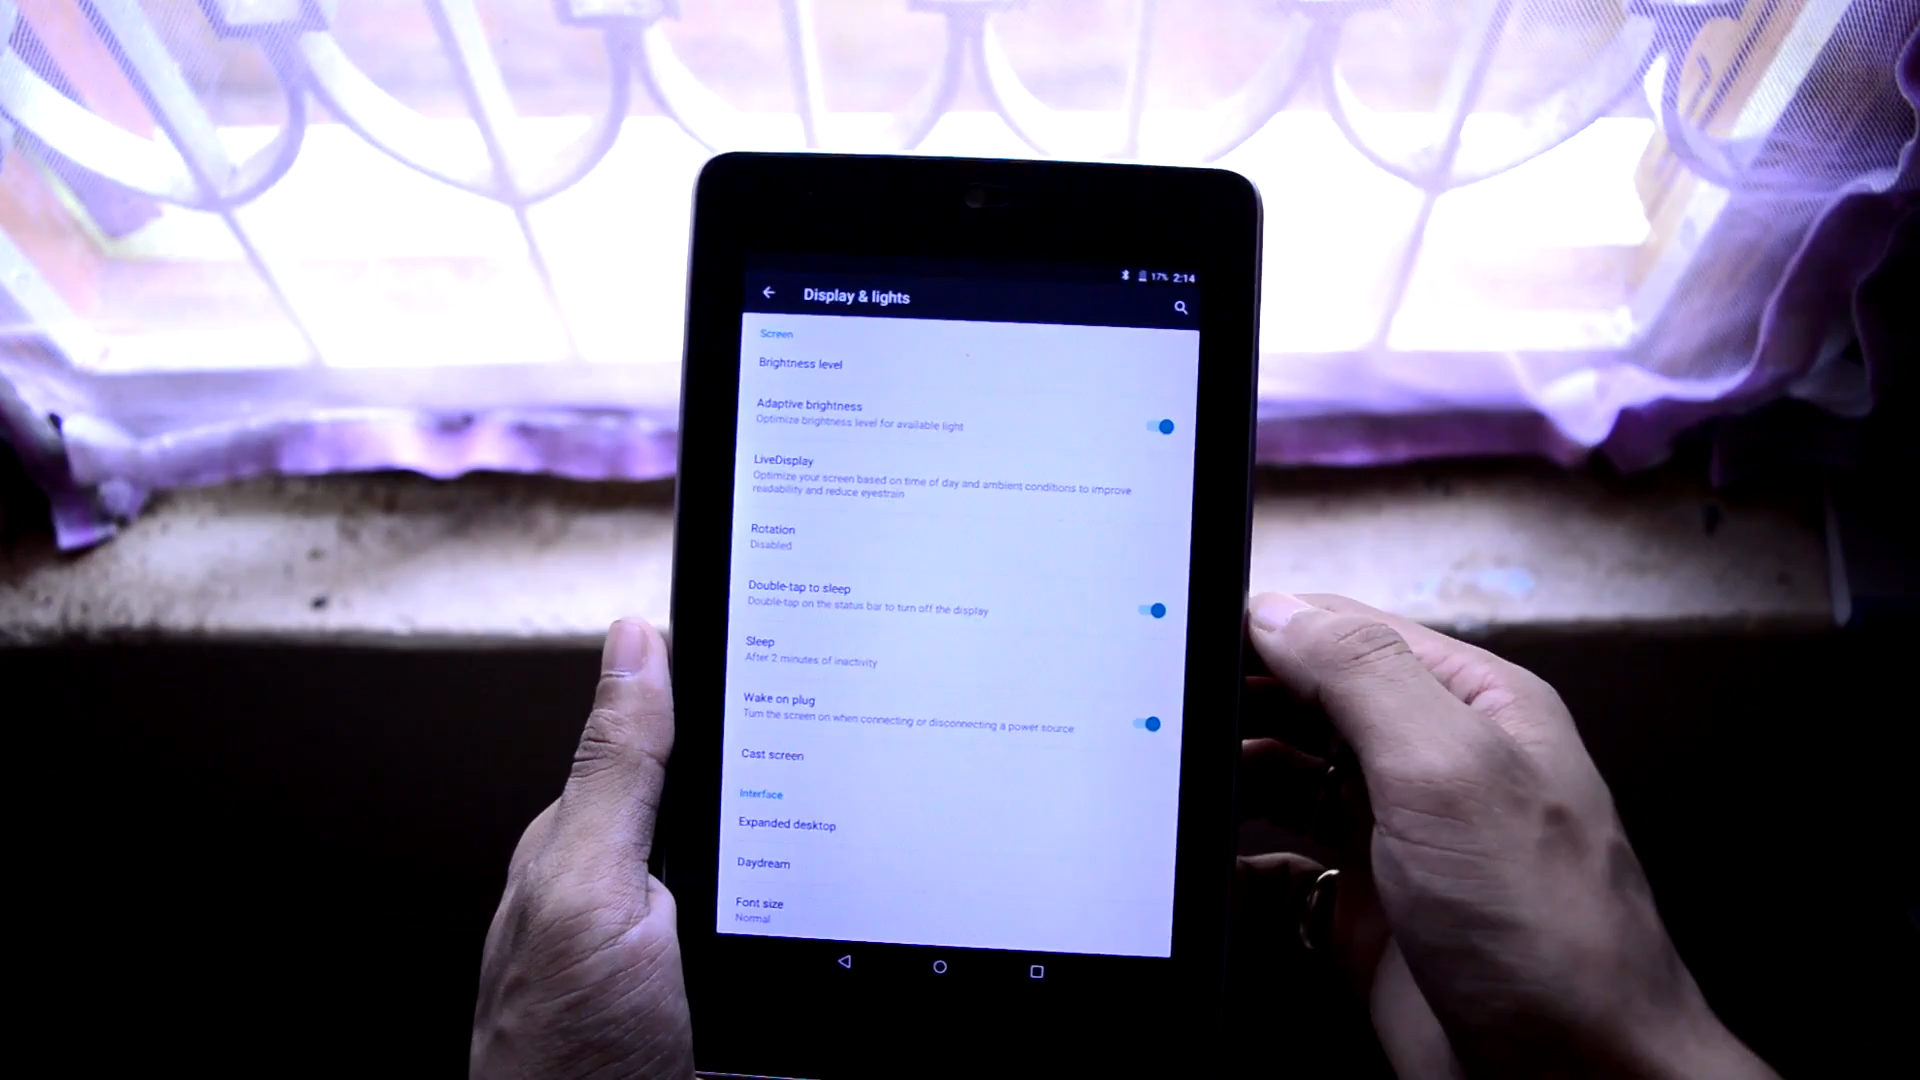 17% 2:14
Display & lights
Screen
Brightness level
Adaptive brightness
Optimize brightness level for available light
LiveDisplay
Optimize your screen based on time of day and ambient conditions to improve
readability and reduce eyestrain
Rotation
Disabled
Double-tap to sleep
Double-tap on the status bar to turn off the display
Sleep
After 2 minutes of inactivity
Wake on plug
Turn the screen on when connecting or disconnecting a power source
Cast screen
Interface
Expanded desktop
Daydream
Font size
Normal